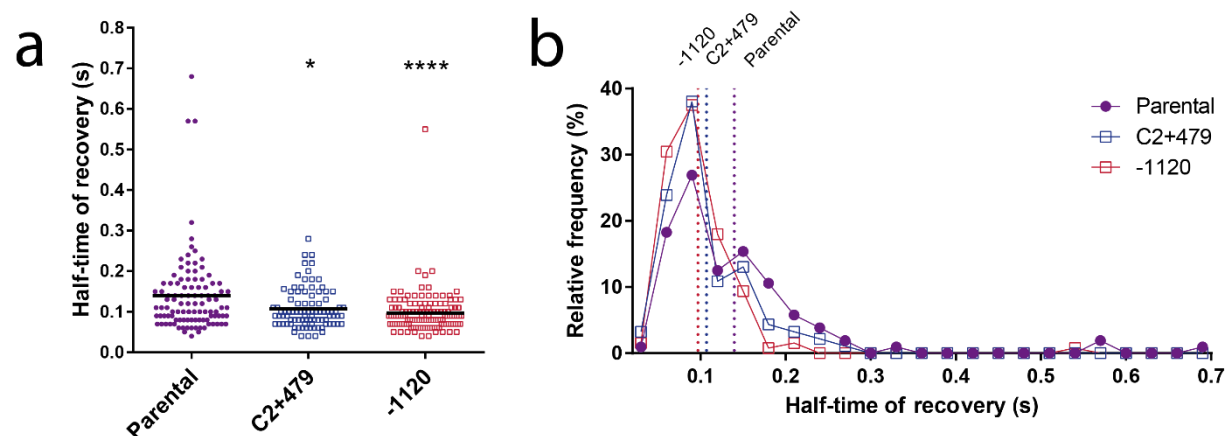 a
Half-time of recovery (s)
0.8
0.7
0.6
0.5
0.4
0.3
0.2
0.1
0.0
*
****
Parental
C2+479
-1120
b
-1120
C2+479
Parental
Relative frequency (%)
40
30
20
10
0
0.1
0.2
0.3
0.4
0.5
0.6
0.7
Half-time of recovery (s)
Parental
C2+479
-1120